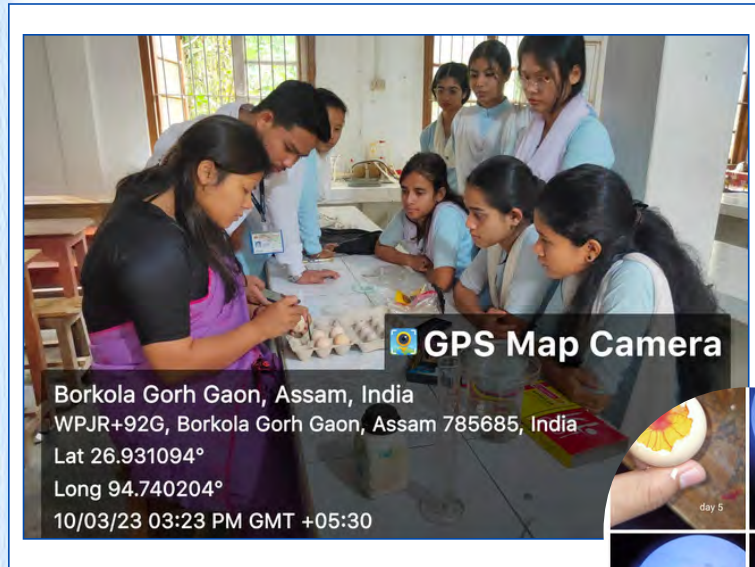 GPS Map Camera
Borkola Gorh Gaon, Assam, India
WPJR+92G, Borkola Gorh Gaon, Assam 785685, India
Lat 26.931094°
Long 94.740204°
10/03/23 03:23 PM GMT +05:30
day 5